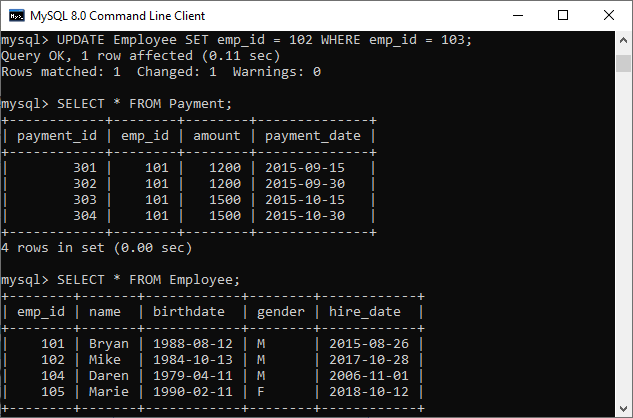 MySQL 8.0 Command Line Client
mysql> UPDATE Employee SET emp_id = 102 WHERE emp_id = 103;
Query OK, 1 row affected (0.11 sec)
Rows matched: 1  Changed: 1  Warnings: 0
mysql> SELECT * FROM Payment;
+------------+--------+--------+--------------+
| payment_id | emp_id | amount | payment_date |
+------------+--------+--------+--------------+
|        301 |    101 |   1200 | 2015-09-15   |
|        302 |    101 |   1200 | 2015-09-30   |
|        303 |    101 |   1500 | 2015-10-15   |
|        304 |    101 |   1500 | 2015-10-30   |
+------------+--------+--------+--------------+
4 rows in set (0.00 sec)
mysql> SELECT * FROM Employee;
+--------+-------+------------+--------+------------+
| emp_id | name  | birthdate  | gender | hire_date  |
+--------+-------+------------+--------+------------+
|    101 | Bryan | 1988-08-12 | M      | 2015-08-26 |
|    102 | Mike  | 1984-10-13 | M      | 2017-10-28 |
|    104 | Daren | 1979-04-11 | M      | 2006-11-01 |
|    105 | Marie | 1990-02-11 | F      | 2018-10-12 |
+--------+-------+------------+--------+------------+